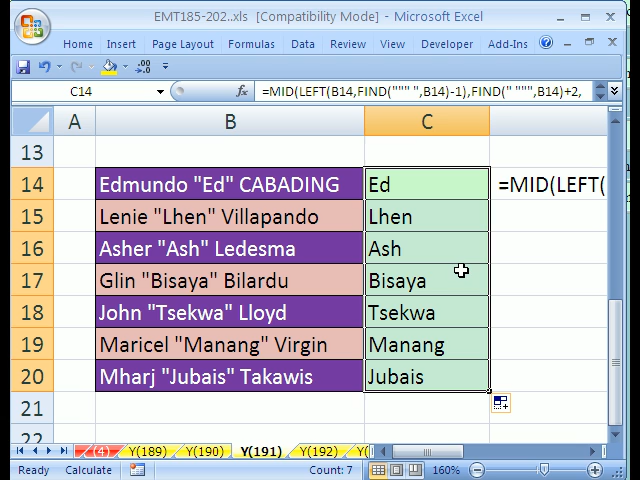 EMT185-202..xls [Compatibility Mode] - Microsoft Excel
Home Insert Page Layout Formulas Data Review View Developer Add-Ins
C14 fx =MID(LEFT(B14,FIND(""" ",B14)-1),FIND(" """,B14)+2,
A B C
13
14 Edmundo "Ed" CABADING Ed =MID(LEFT(
15 Lenie "Lhen" Villapando Lhen
16 Asher "Ash" Ledesma Ash
17 Glin "Bisaya" Bilardu Bisaya
18 John "Tsekwa" Lloyd Tsekwa
19 Maricel "Manang" Virgin Manang
20 Mharj "Jubais" Takawis Jubais
21
22
(4) Y(189) Y(190) Y(191) Y(192) Y(
Ready Calculate Count: 7 160%